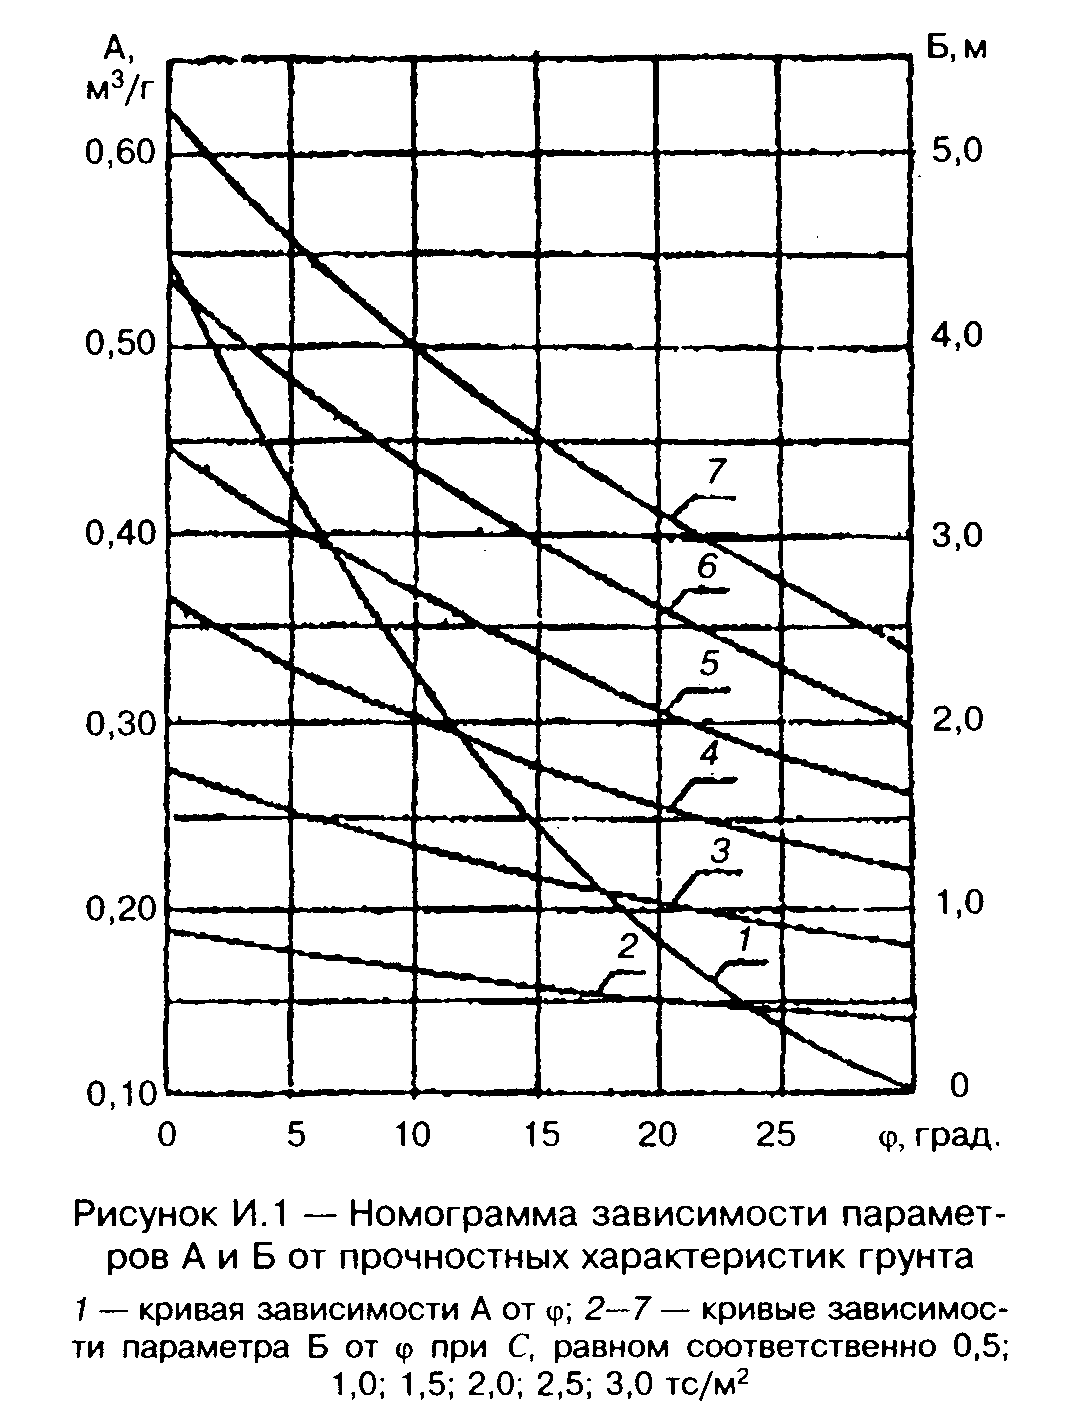 А, м³/г
Б, м
0,60
5,0
0,50
4,0
7
0,40
3,0
6
5
0,30
2,0
4
3
0,20
1,0
2
1
0,10
0
0 5 10 15 20 25 φ, град.
Рисунок И.1 — Номограмма зависимости парамет-
ров А и Б от прочностных характеристик грунта
1 — кривая зависимости А от φ; 2—7 — кривые зависимос-
ти параметра Б от φ при С, равном соответственно 0,5;
1,0; 1,5; 2,0; 2,5; 3,0 тс/м²